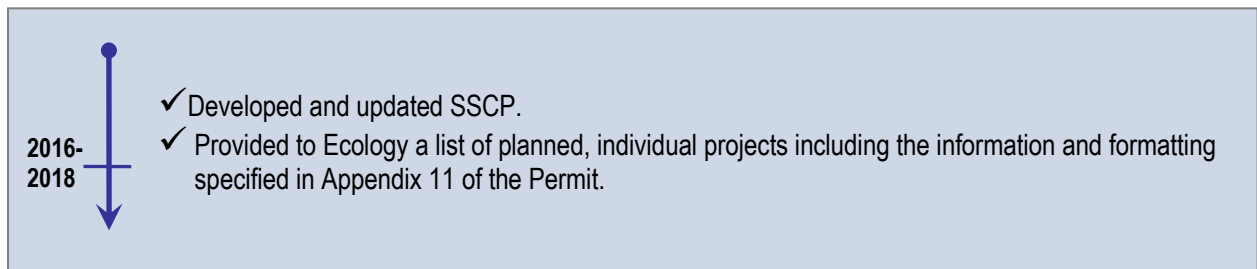 ✓Developed and updated SSCP.
2016-
2018
✓ Provided to Ecology a list of planned, individual projects including the information and formatting
specified in Appendix 11 of the Permit.